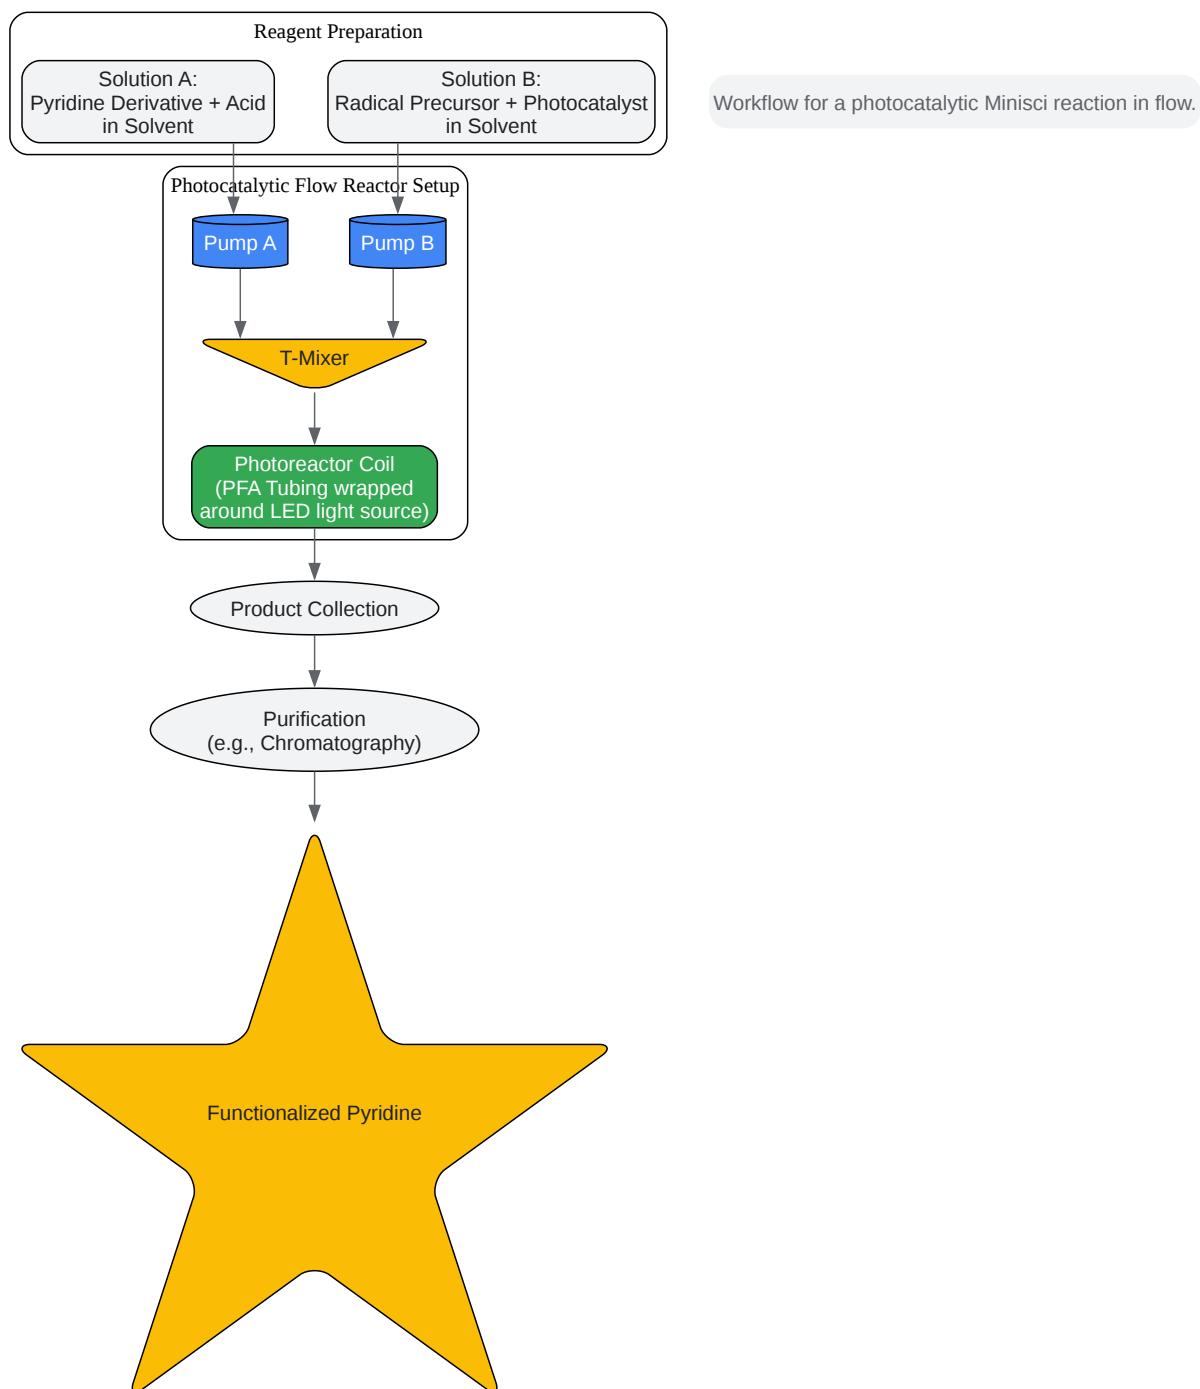 Reagent Preparation
Solution A:
Pyridine Derivative + Acid
in Solvent
Solution B:
Radical Precursor + Photocatalyst
in Solvent
Workflow for a photocatalytic Minisci reaction in flow.
Photocatalytic Flow Reactor Setup
Pump A
Pump B
T-Mixer
Photoreactor Coil
(PFA Tubing wrapped
around LED light source)
Product Collection
Purification
(e.g., Chromatography)
Functionalized Pyridine